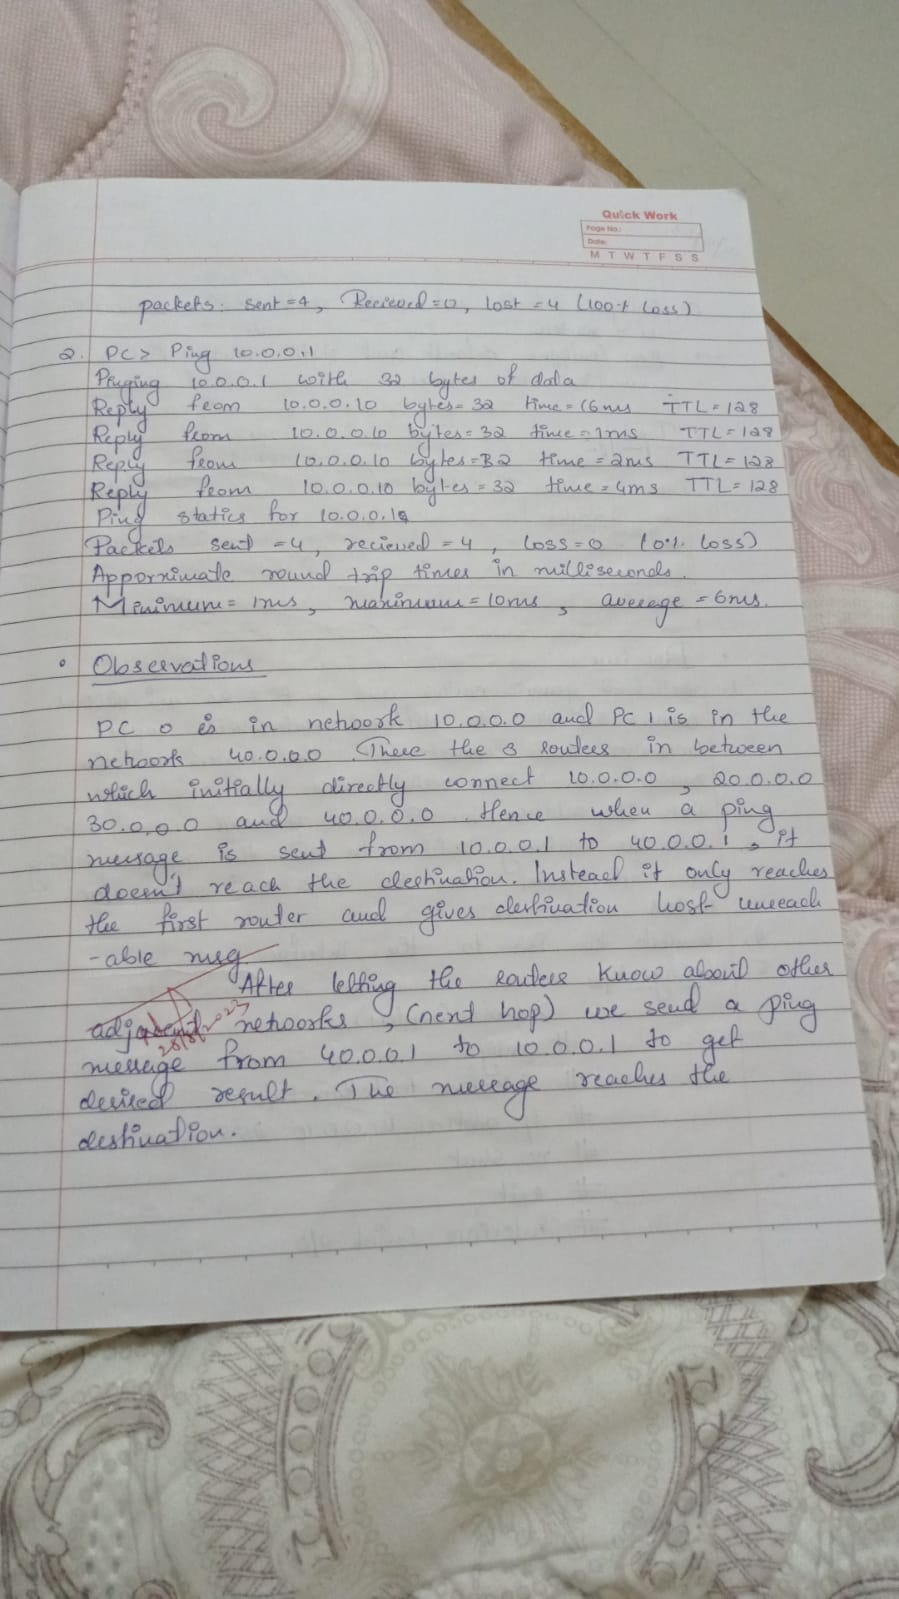 Quick Work
Page No.:
Date:
M T W T F S S
packets: sent = 4, Recieved = 0, lost = 4 (100% loss)
2. PC > Ping 10.0.0.1
Pinging 10.0.0.1 with 32 bytes of data
Reply from 10.0.0.10 bytes = 32 time = 16ms TTL = 128
Reply from 10.0.0.10 bytes = 32 time = 1ms TTL = 128
Reply from 10.0.0.10 bytes = 32 time = 2ms TTL = 128
Reply from 10.0.0.10 bytes = 32 time = 4ms TTL = 128
Ping statics for 10.0.0.10
Packets sent = 4, recieved = 4, loss = 0 (0% loss)
Apporximate round trip times in milliseconds.
Minimum = 1ms, maximum = 10ms, average = 6ms.
• Observations
PC 0 is in network 10.0.0.0 and PC 1 is in the
network 40.0.0.0. There the 3 routers in between
which initially directly connect 10.0.0.0, 20.0.0.0
30.0.0.0 and 40.0.0.0. Hence when a ping
message is sent from 10.0.0.1 to 40.0.0.1, it
doesn't reach the destination. Instead it only reaches
the first router and gives destination host unreach
-able msg
After letting the routers know about other
adjacent networks, (next hop) we send a ping
message from 40.0.0.1 to 10.0.0.1 to get
desired result. The message reaches the
destination.